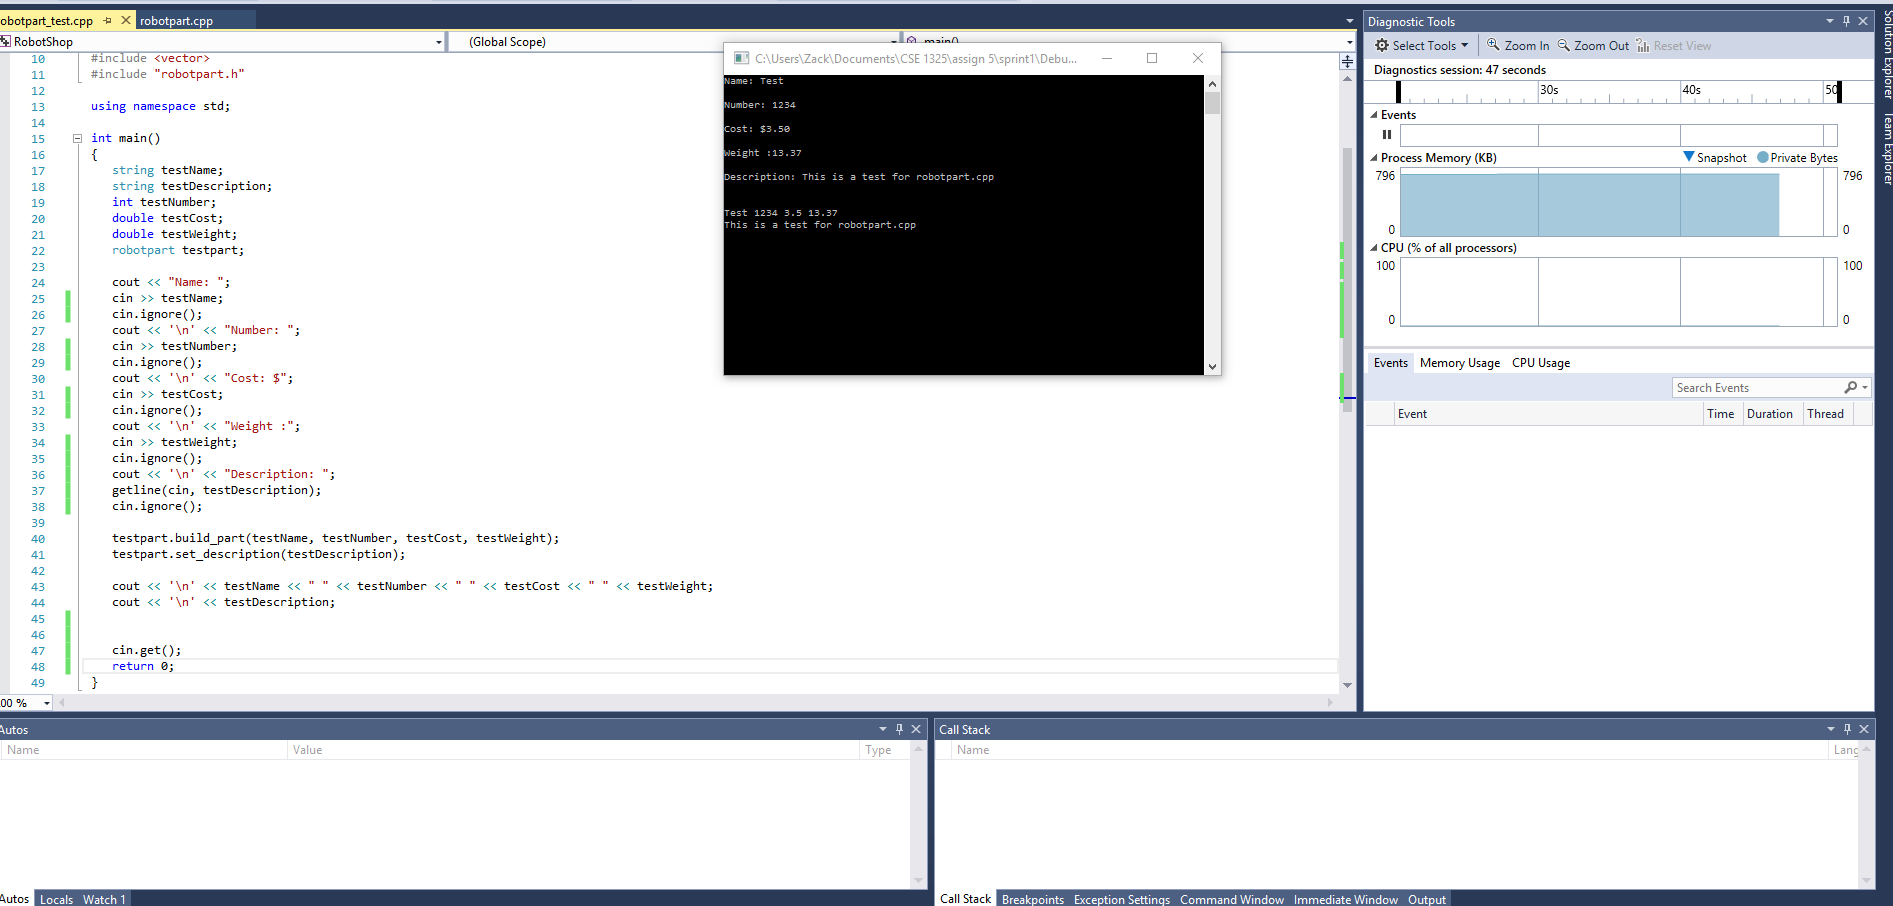 obotpart_test.cpp robotpart.cpp
RobotShop (Global Scope) main()
10 #include <vector>
11 #include "robotpart.h"
12
13 using namespace std;
14
15 int main()
16 {
17 string testName;
18 string testDescription;
19 int testNumber;
20 double testCost;
21 double testWeight;
22 robotpart testpart;
23
24 cout << "Name: ";
25 cin >> testName;
26 cin.ignore();
27 cout << '\n' << "Number: ";
28 cin >> testNumber;
29 cin.ignore();
30 cout << '\n' << "Cost: $";
31 cin >> testCost;
32 cin.ignore();
33 cout << '\n' << "Weight :";
34 cin >> testWeight;
35 cin.ignore();
36 cout << '\n' << "Description: ";
37 getline(cin, testDescription);
38 cin.ignore();
39
40 testpart.build_part(testName, testNumber, testCost, testWeight);
41 testpart.set_description(testDescription);
42
43 cout << '\n' << testName << " " << testNumber << " " << testCost << " " << testWeight;
44 cout << '\n' << testDescription;
45
46
47 cin.get();
48 return 0;
49 }
00 %
C:\Users\Zack\Documents\CSE 1325\assign 5\sprint1\Debu...
Name: Test
Number: 1234
Cost: $3.50
Weight :13.37
Description: This is a test for robotpart.cpp
Test 1234 3.5 13.37
This is a test for robotpart.cpp
Diagnostic Tools
Select Tools Zoom In Zoom Out Reset View
Diagnostics session: 47 seconds
30s 40s 50
Events
Process Memory (KB) Snapshot Private Bytes
796 796
0 0
CPU (% of all processors)
100 100
0 0
Events Memory Usage CPU Usage
Search Events
Event Time Duration Thread
Solution Explorer
Team Explorer
Autos
Name Value Type
Autos Locals Watch 1
Call Stack
Name Lang
Call Stack Breakpoints Exception Settings Command Window Immediate Window Output